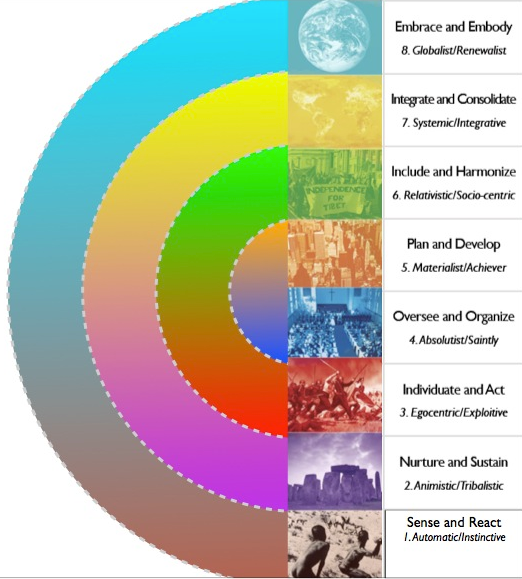 Embrace and Embody
8. Globalist/Renewalist
Integrate and Consolidate
7. Systemic/Integrative
Include and Harmonize
6. Relativistic/Socio-centric
INDEPENDENCE
FOR
TIBET
Plan and Develop
5. Materialist/Achiever
Oversee and Organize
4. Absolutist/Saintly
Individuate and Act
3. Egocentric/Exploitive
Nurture and Sustain
2. Animistic/Tribalistic
Sense and React
1. Automatic/Instinctive